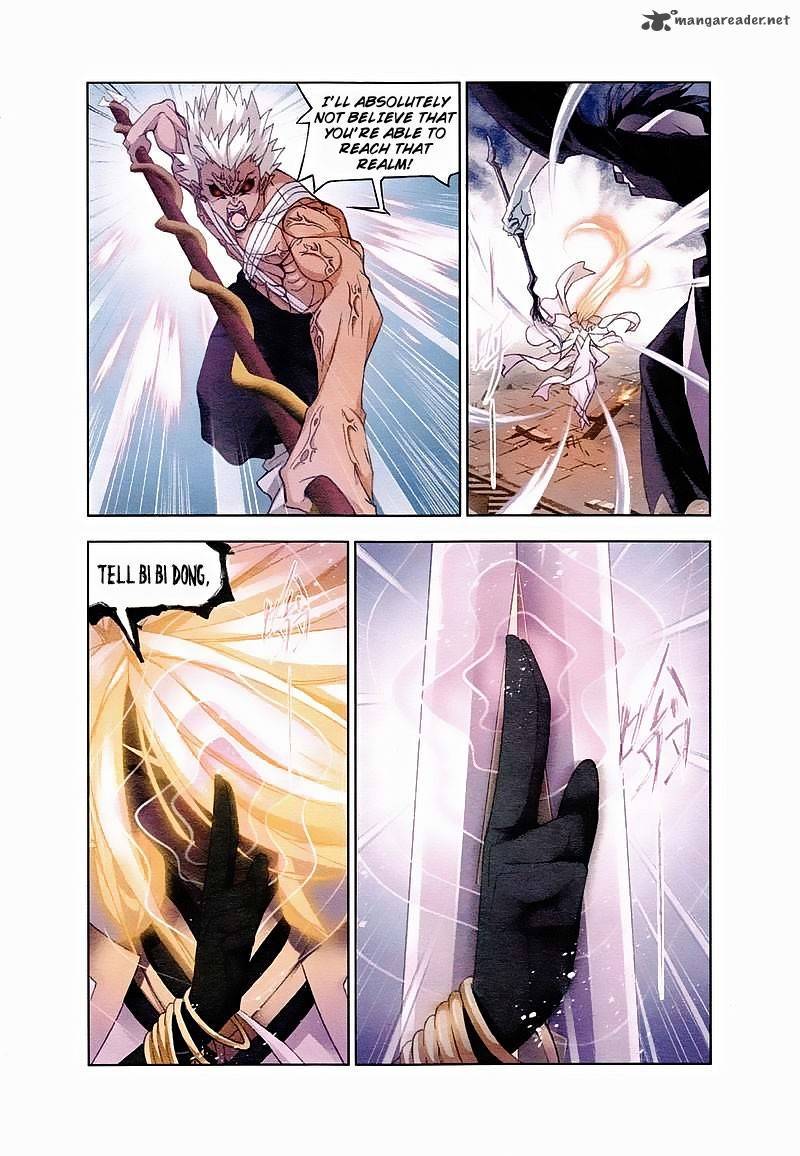 mangareader.net
I'LL ABSOLUTELY
NOT BELIEVE THAT
YOU'RE ABLE TO
REACH THAT
REALM!
TELL BI BI DONG,